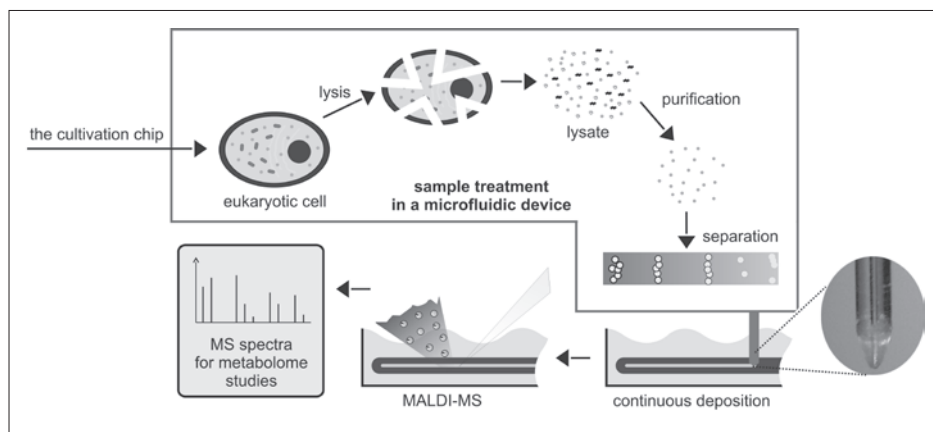 the cultivation chip
eukaryotic cell
lysis
lysate
purification
sample treatment
in a microfluidic device
separation
continuous deposition
MALDI-MS
MS spectra
for metabolome
studies